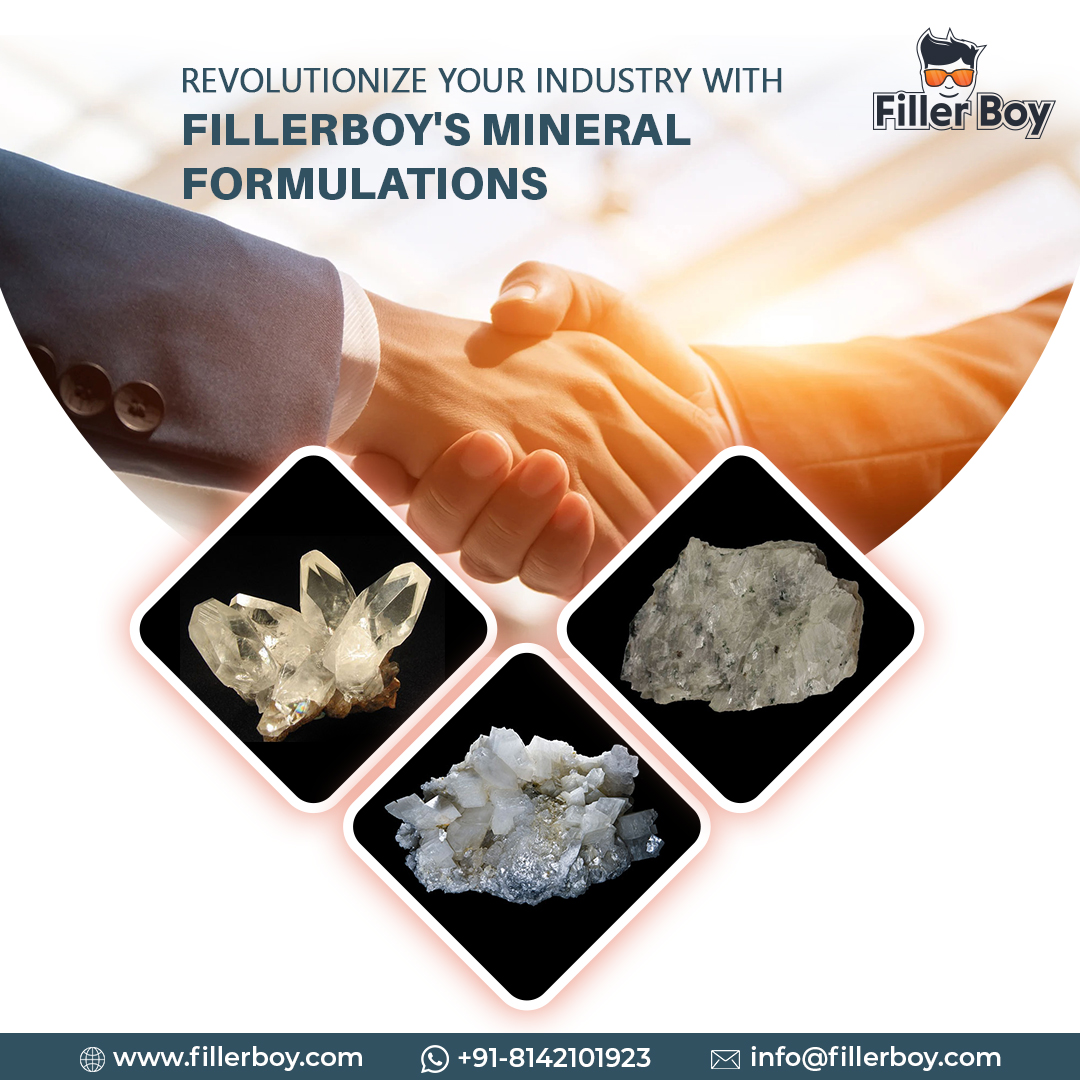 REVOLUTIONIZE YOUR INDUSTRY WITH
FILLERBOY'S MINERAL
FORMULATIONS
Filler Boy
www.fillerboy.com
+91-8142101923
info@fillerboy.com